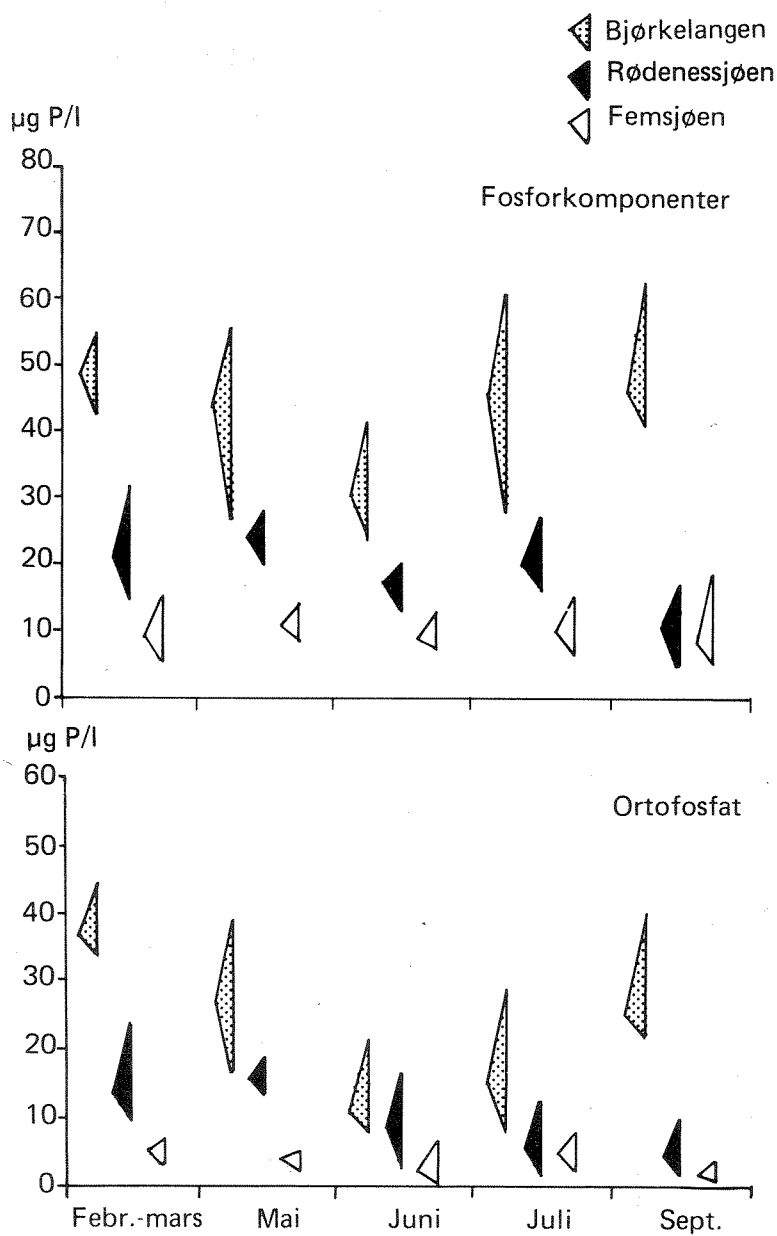 Bjørkelangen
Rødenessjøen
Femsjøen
µg P/l
Fosforkomponenter
80
70
60
50
40
30
20
10
0
µg P/l
Ortofosfat
60
50
40
30
20
10
0
Febr.-mars Mai Juni Juli Sept.